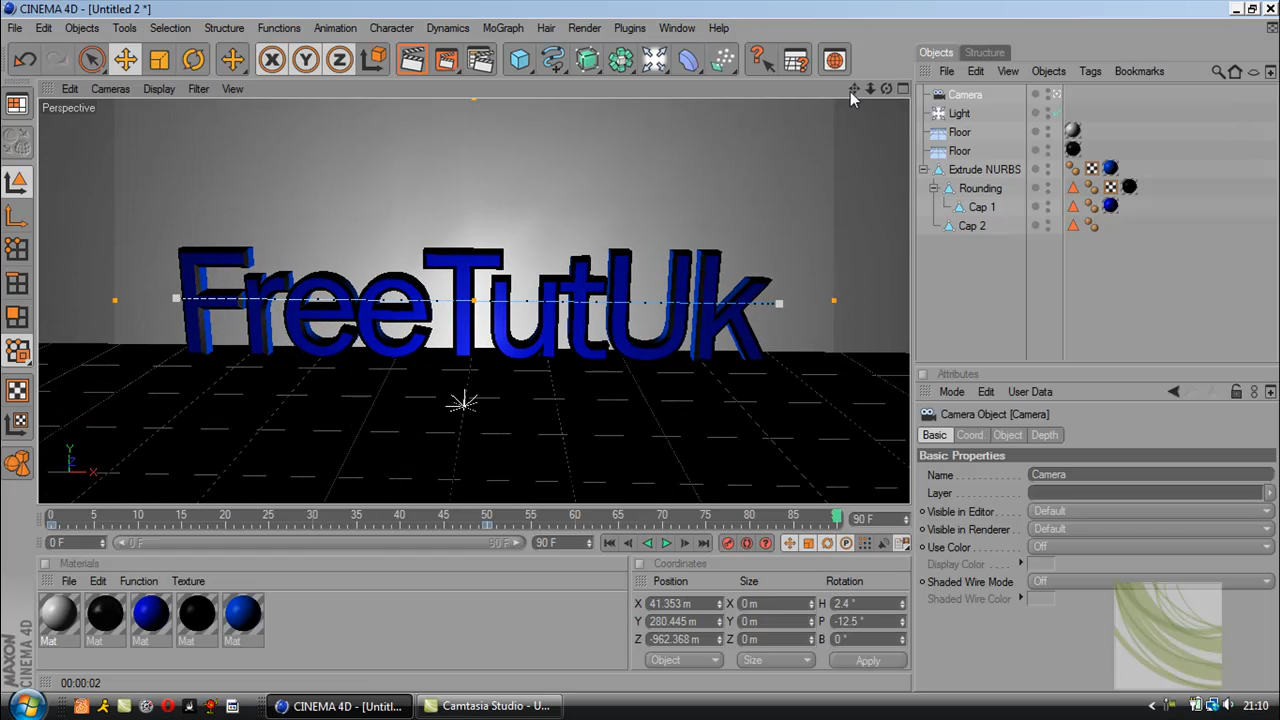 CINEMA 4D - [Untitled 2 *]
File Edit Objects Tools Selection Structure Functions Animation Character Dynamics MoGraph Hair Render Plugins Window Help
Objects Structure
File Edit View Objects Tags Bookmarks
Edit Cameras Display Filter View
Perspective
Camera
Light
Floor
Floor
Extrude NURBS
Rounding
Cap 1
Cap 2
FreeTutUk
Y
Z
X
Attributes
Mode Edit User Data
Camera Object [Camera]
Basic Coord. Object Depth
Basic Properties
Name Camera
Layer
Visible in Editor Default
Visible in Renderer Default
Use Color Off
Display Color
Shaded Wire Mode Off
Shaded Wire Color
0 5 10 15 20 25 30 35 40 45 50 55 60 65 70 75 80 85 90 F
0 F 0 F 90 F 90 F
Materials
File Edit Function Texture
Mat Mat Mat Mat Mat
Coordinates
Position Size Rotation
X 41.353 m X 0 m H 2.4 °
Y 280.445 m Y 0 m P -12.5 °
Z -962.368 m Z 0 m B 0 °
Object Size Apply
MAXON
CINEMA 4D
00:00:02
CINEMA 4D - [Untitl... Camtasia Studio - U... 21:10